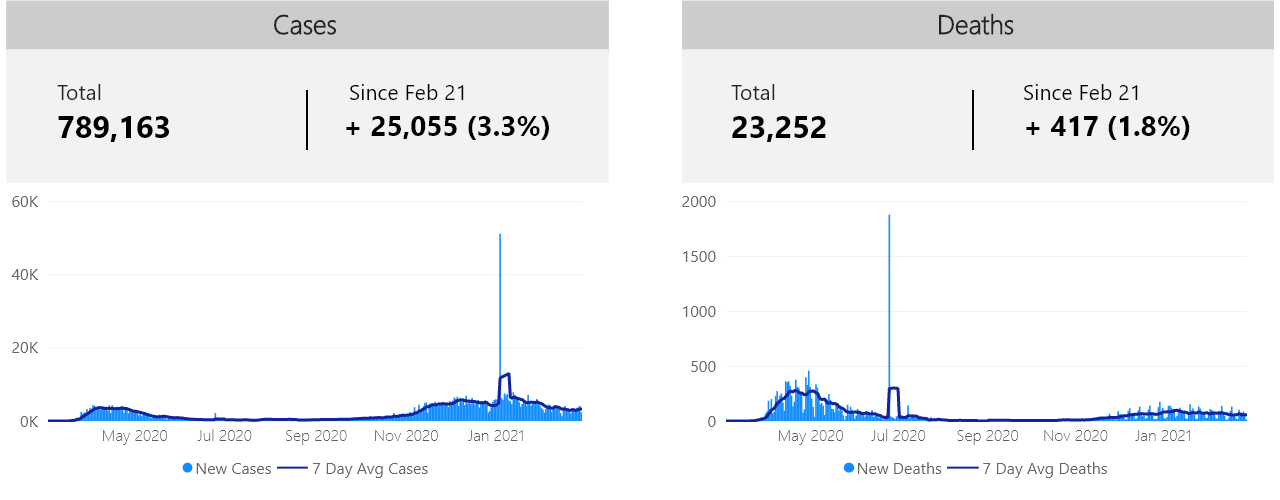 Cases
Total
789,163
Since Feb 21
+ 25,055 (3.3%)
60K
40K
20K
0K
May 2020
Jul 2020
Sep 2020
Nov 2020
Jan 2021
New Cases
7 Day Avg Cases
Deaths
Total
23,252
Since Feb 21
+ 417 (1.8%)
2000
1500
1000
500
0
May 2020
Jul 2020
Sep 2020
Nov 2020
Jan 2021
New Deaths
7 Day Avg Deaths